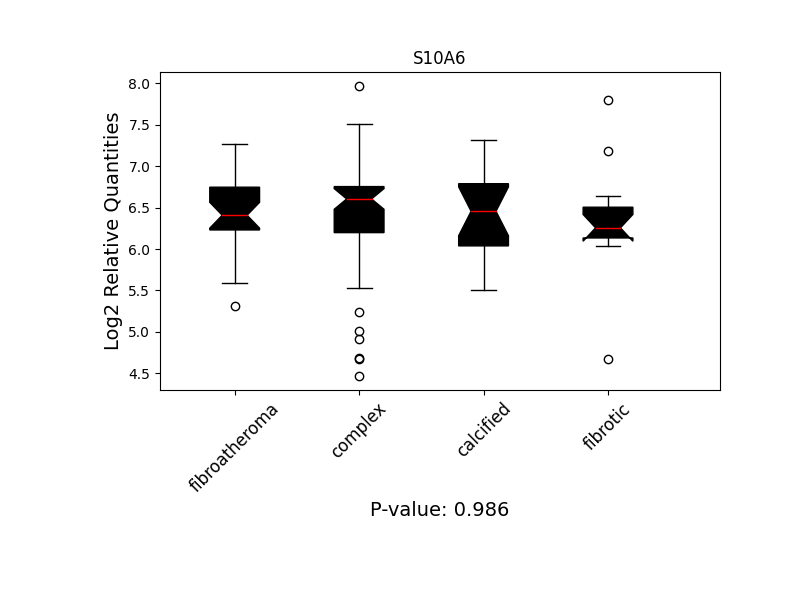 S10A6
8.0
7.5
7.0
6.5
6.0
5.5
5.0
4.5
Log2 Relative Quantities
fibroatheroma
complex
calcified
fibrotic
P-value: 0.986